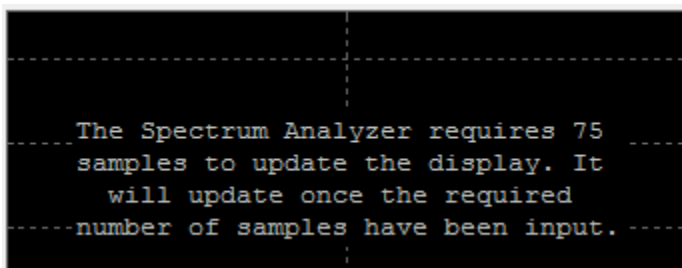 The Spectrum Analyzer requires 75
samples to update the display. It
will update once the required
number of samples have been input.